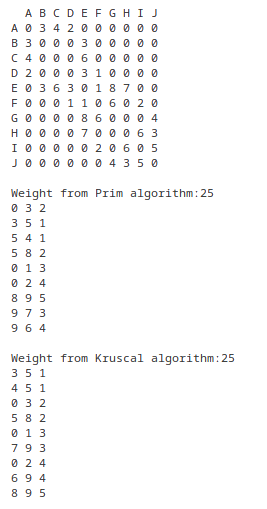 A B C D E F G H I J
A 0 3 4 2 0 0 0 0 0 0
B 3 0 0 0 3 0 0 0 0 0
C 4 0 0 0 6 0 0 0 0 0
D 2 0 0 0 3 1 0 0 0 0
E 0 3 6 3 0 1 8 7 0 0
F 0 0 0 1 1 0 6 0 2 0
G 0 0 0 0 8 6 0 0 0 4
H 0 0 0 0 7 0 0 0 6 3
I 0 0 0 0 0 2 0 6 0 5
J 0 0 0 0 0 0 4 3 5 0
Weight from Prim algorithm:25
0 3 2
3 5 1
5 4 1
5 8 2
0 1 3
0 2 4
8 9 5
9 7 3
9 6 4
Weight from Kruscal algorithm:25
3 5 1
4 5 1
0 3 2
5 8 2
0 1 3
7 9 3
0 2 4
6 9 4
8 9 5